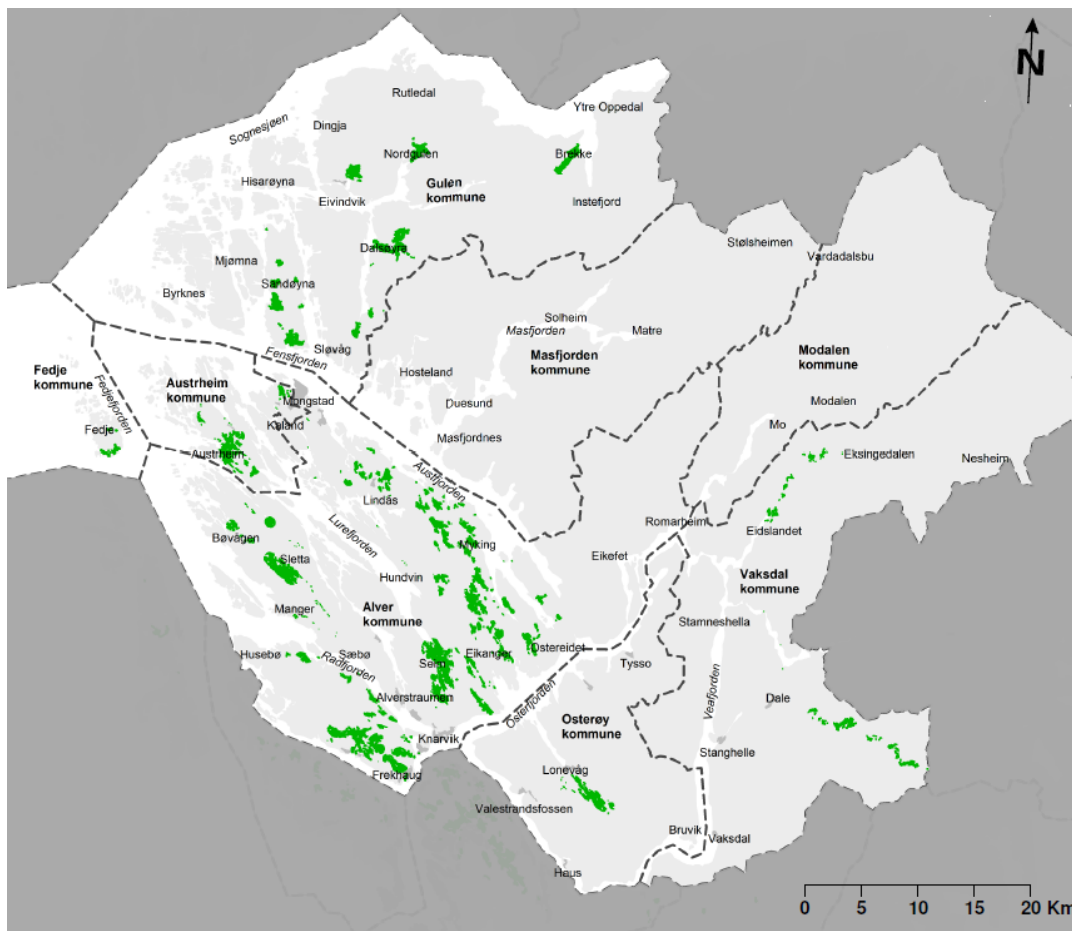 N
Rutledal
Ytre Oppedal
Sognesjøen
Dingja
Nordgulen
Brekke
Hisarøyna
Gulen
kommune
Eivindvik
Instefjord
Dalsøyra
Stølsheimen
Vardadalsbu
Mjømna
Sandøyna
Byrknes
Solheim
Masfjorden
Matre
Sløvåg
Fensfjorden
Masfjorden
kommune
Modalen
kommune
Fedje
kommune
Fedjefjorden
Austrheim
kommune
Hosteland
Mongstad
Duesund
Modalen
Kaland
Mo
Fedje
Masfjordnes
Austrheim
Eksingedalen
Nesheim
Austfjorden
Lindås
Lurefjorden
Romarheim
Eidslandet
Bøvågen
Myking
Sletta
Eikefet
Hundvin
Vaksdal
kommune
Manger
Alver
kommune
Stamneshella
Husebø
Radfjorden
Sæbø
Seim
Eikanger
Ostereidet
Tysso
Alverstraumen
Osterfjorden
Veafjorden
Dale
Knarvik
Osterøy
kommune
Stanghelle
Frekhaug
Lonevåg
Valestrandsfossen
Bruvik
Vaksdal
Haus
0 5 10 15 20 Km